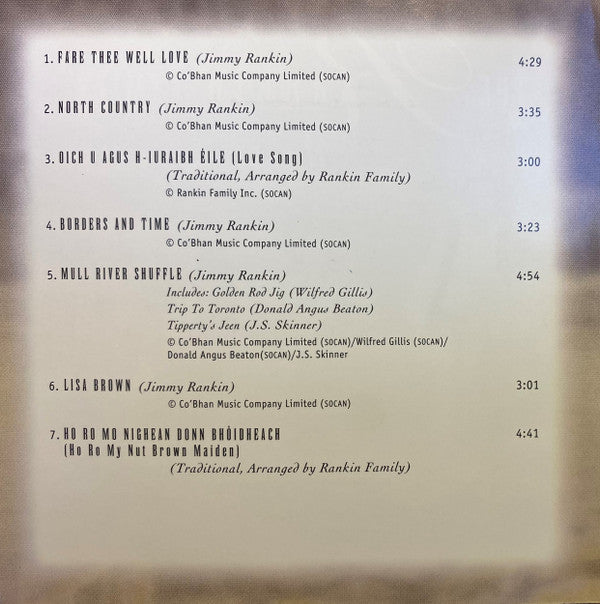 1. FARE THEE WELL LOVE (Jimmy Rankin) 4:29
© Co'Bhan Music Company Limited (SOCAN)
2. NORTH COUNTRY (Jimmy Rankin) 3:35
© Co'Bhan Music Company Limited (SOCAN)
3. OICH U AGUS H-IURAIBH ÉILE (Love Song) 3:00
(Traditional, Arranged by Rankin Family)
© Rankin Family Inc. (SOCAN)
4. BORDERS AND TIME (Jimmy Rankin) 3:23
© Co'Bhan Music Company Limited (SOCAN)
5. MULL RIVER SHUFFLE (Jimmy Rankin) 4:54
Includes: Golden Rod Jig (Wilfred Gillis)
Trip To Toronto (Donald Angus Beaton)
Tipperty's Jeen (J.S. Skinner)
© Co'Bhan Music Company Limited (SOCAN)/Wilfred Gillis (SOCAN)/
Donald Angus Beaton(SOCAN)/J.S. Skinner
6. LISA BROWN (Jimmy Rankin) 3:01
© Co'Bhan Music Company Limited (SOCAN)
7. HO RO MO NIGHEAN DONN BHÒIDHEACH 4:41
(Ho Ro My Nut Brown Maiden)
(Traditional, Arranged by Rankin Family)